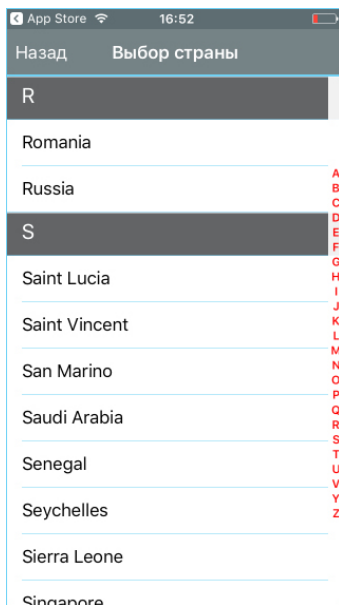 App Store 16:52
Назад Выбор страны
R
Romania
Russia
S
Saint Lucia
Saint Vincent
San Marino
Saudi Arabia
Senegal
Seychelles
Sierra Leone
Singapore
A
B
C
D
E
F
G
H
I
J
K
L
M
N
O
P
Q
R
S
T
U
V
Y
Z